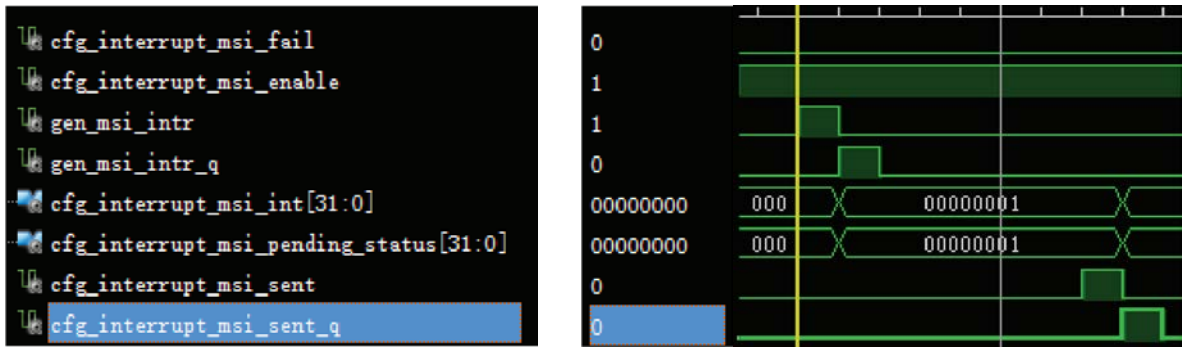 cfg_interrupt_msi_fail 0
cfg_interrupt_msi_enable 1
gen_msi_intr 1
gen_msi_intr_q 0
cfg_interrupt_msi_int[31:0] 00000000 000 00000001
cfg_interrupt_msi_pending_status[31:0] 00000000 000 00000001
cfg_interrupt_msi_sent 0
cfg_interrupt_msi_sent_q 0